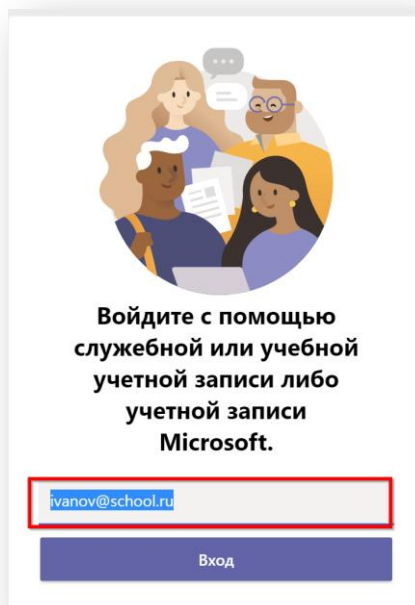 Войдите с помощью
служебной или учебной
учетной записи либо
учетной записи
Microsoft.
ivanov@school.ru
Вход